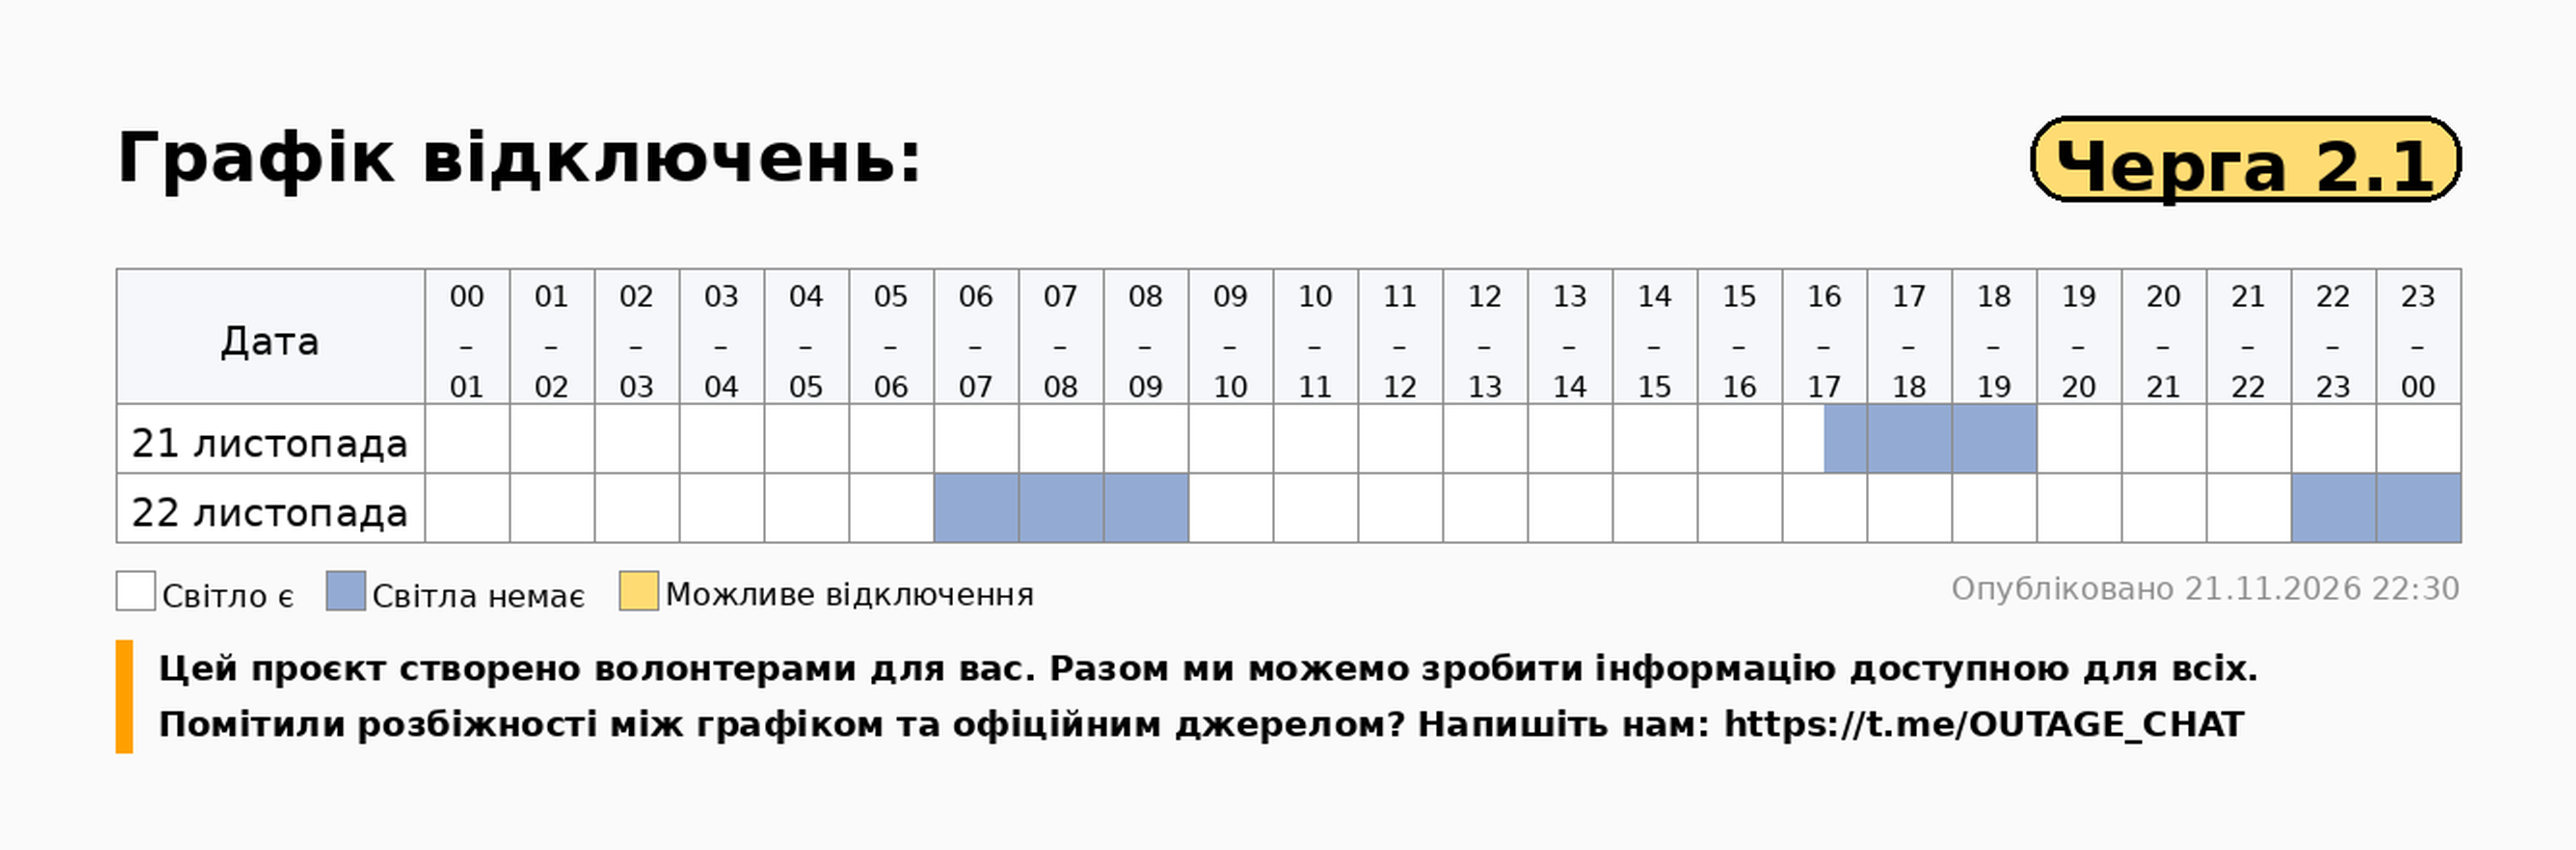 Графік відключень:
Черга 2.1
Дата
00 – 01
01 – 02
02 – 03
03 – 04
04 – 05
05 – 06
06 – 07
07 – 08
08 – 09
09 – 10
10 – 11
11 – 12
12 – 13
13 – 14
14 – 15
15 – 16
16 – 17
17 – 18
18 – 19
19 – 20
20 – 21
21 – 22
22 – 23
23 – 00
21 листопада
22 листопада
Світло є
Світла немає
Можливе відключення
Опубліковано 21.11.2026 22:30
Цей проєкт створено волонтерами для вас. Разом ми можемо зробити інформацію доступною для всіх.
Помітили розбіжності між графіком та офіційним джерелом? Напишіть нам: https://t.me/OUTAGE_CHAT